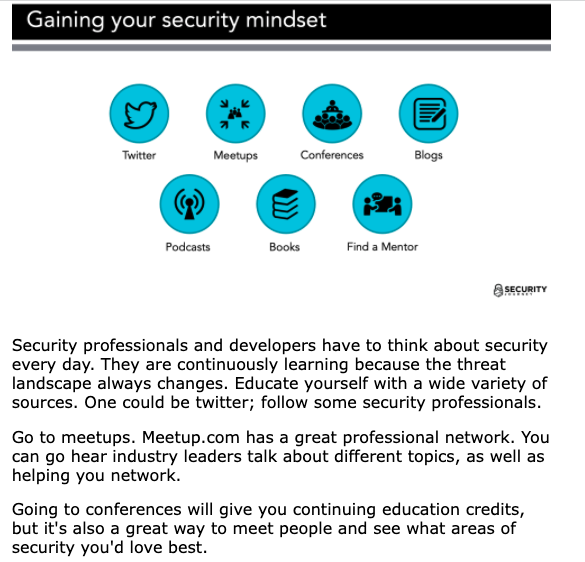 Gaining your security mindset
Twitter
Meetups
Conferences
Blogs
Podcasts
Books
Find a Mentor
SECURITY
Security professionals and developers have to think about security
every day. They are continuously learning because the threat
landscape always changes. Educate yourself with a wide variety of
sources. One could be twitter; follow some security professionals.
Go to meetups. Meetup.com has a great professional network. You
can go hear industry leaders talk about different topics, as well as
helping you network.
Going to conferences will give you continuing education credits,
but it's also a great way to meet people and see what areas of
security you'd love best.